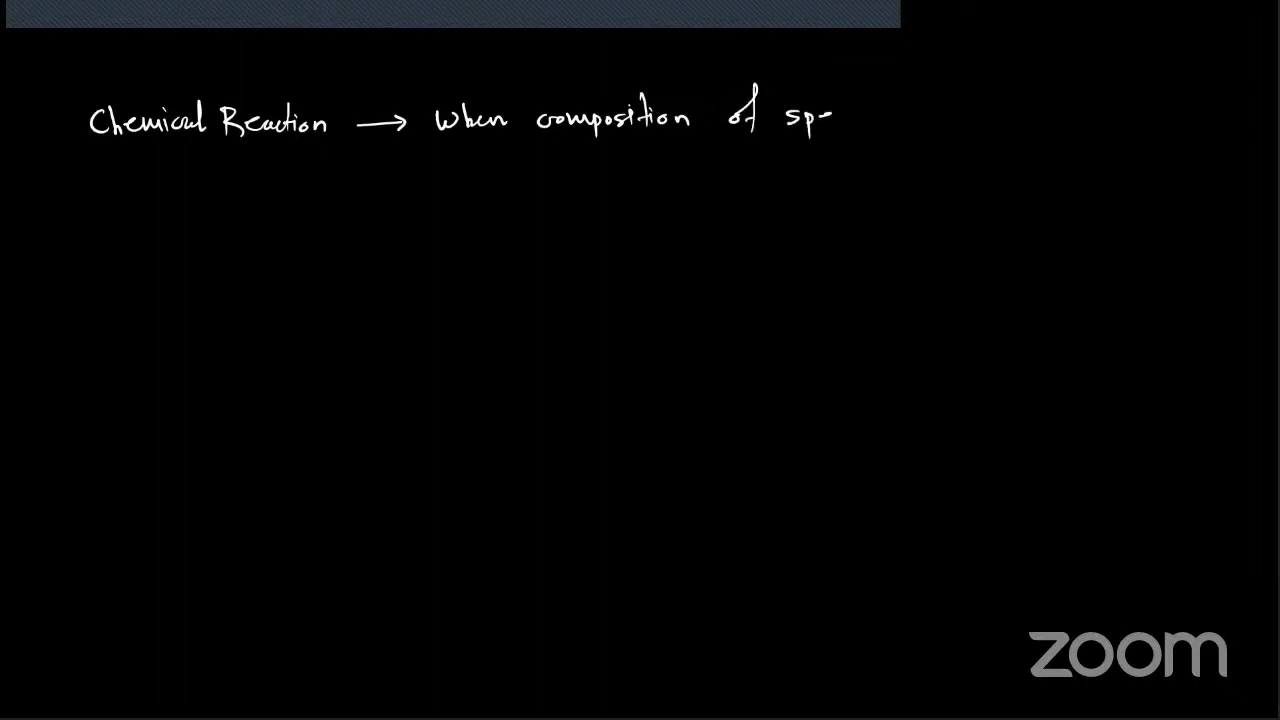 Chemical Reaction → When composition of sp
zoom